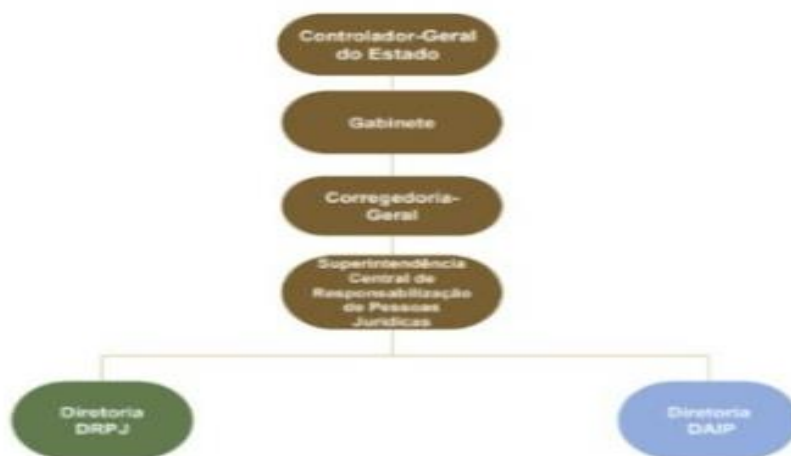 Controlador-Geral
do Estado
Gabinete
Corregedoria-
Geral
Superintendência
Central de
Responsabilização
de Pessoas
Jurídicas
Diretoria
DRPJ
Diretoria
DAIP